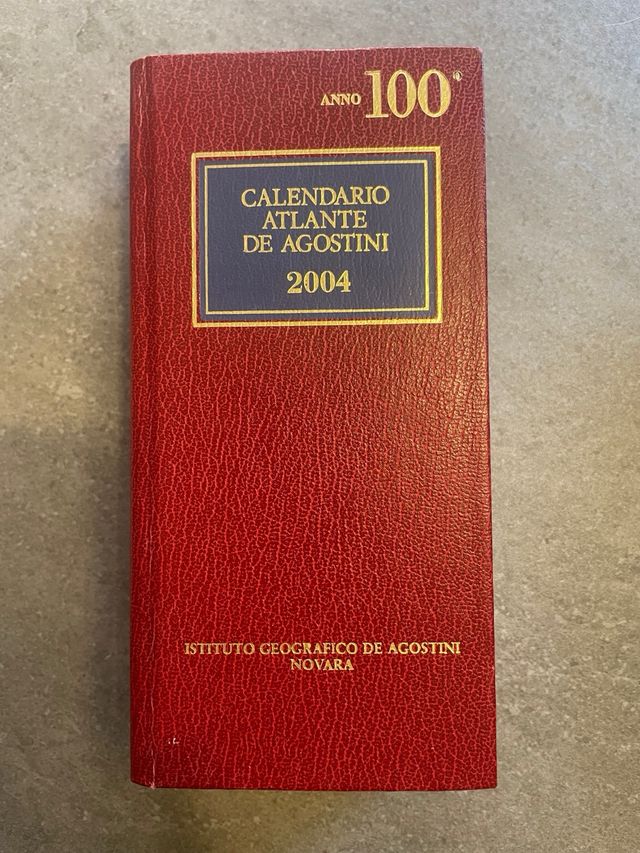 ANNO 100°
CALENDARIO
ATLANTE
DE AGOSTINI
2004
ISTITUTO GEOGRAFICO DE AGOSTINI
NOVARA